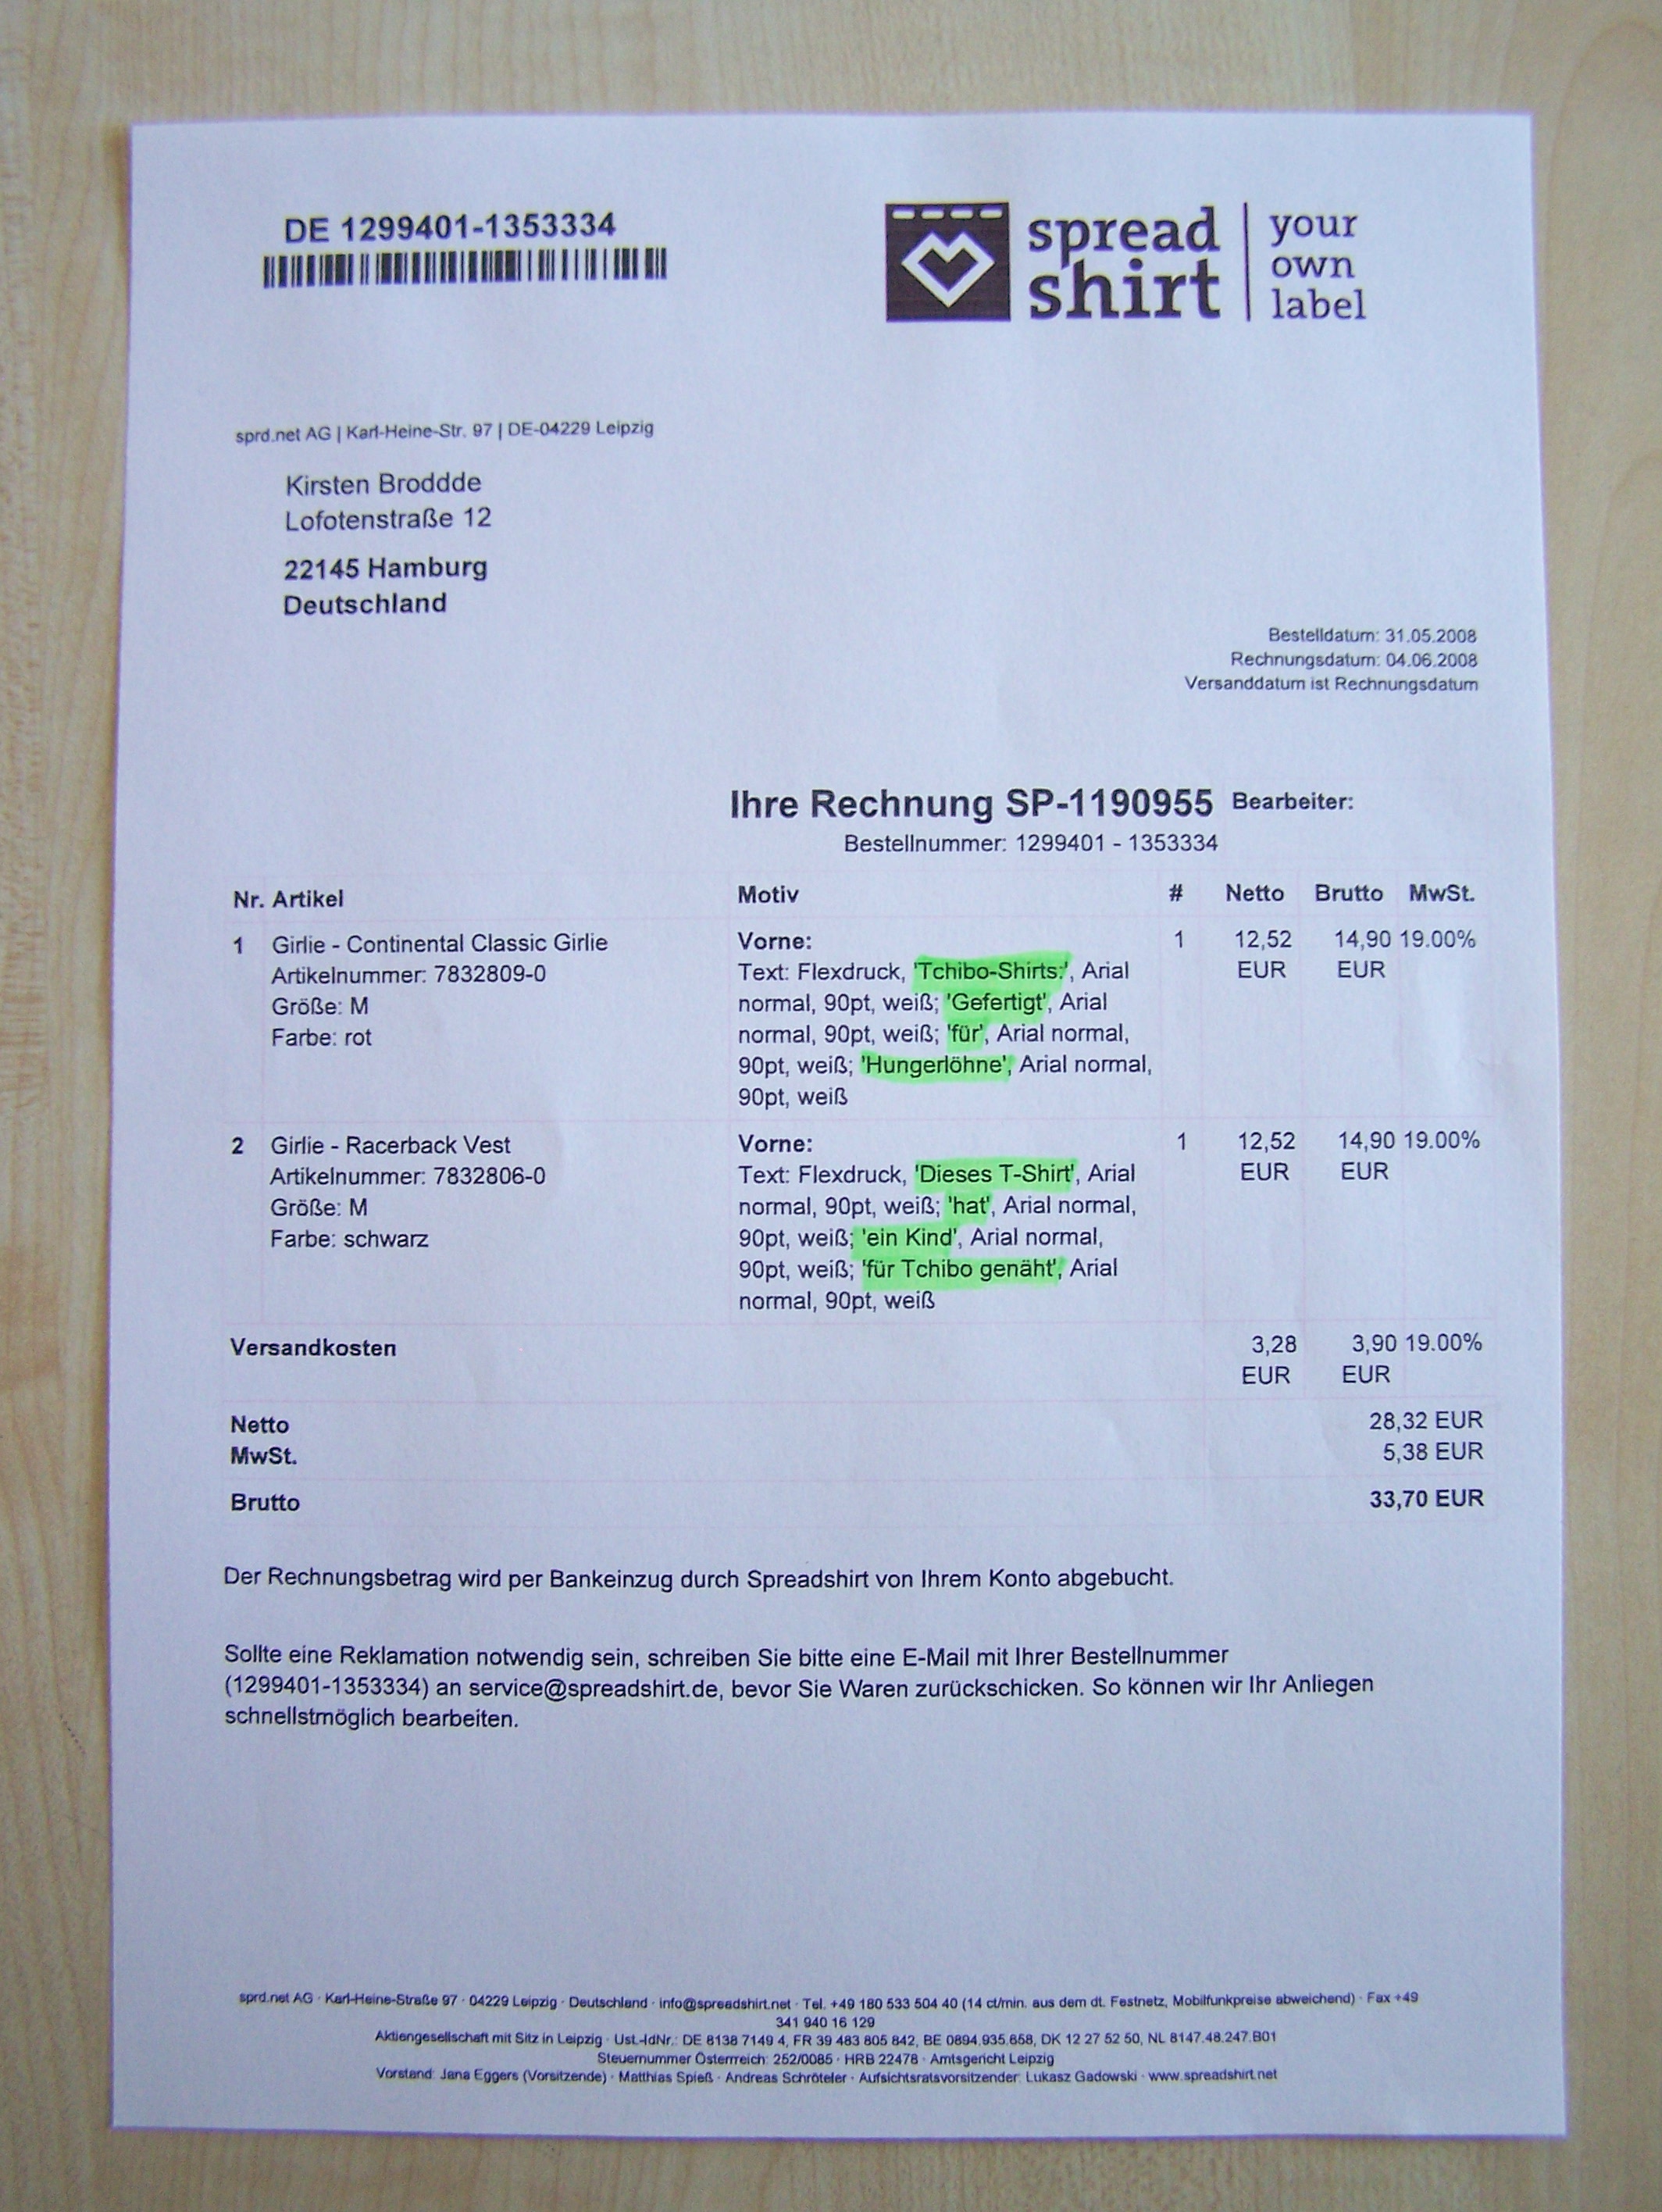 DE 1299401-1353334
spread
shirt
your
own
label
sprd.net AG | Karl-Heine-Str. 97 | DE-04229 Leipzig
Kirsten Broddde
Lofotenstraße 12
22145 Hamburg
Deutschland
Bestelldatum: 31.05.2008
Rechnungsdatum: 04.06.2008
Versanddatum ist Rechnungsdatum
Ihre Rechnung SP-1190955 Bearbeiter:
Bestellnummer: 1299401 - 1353334
Nr. Artikel Motiv # Netto Brutto MwSt.
1 Girlie - Continental Classic Girlie Vorne: 1 12,52 14,90 19.00%
Artikelnummer: 7832809-0 Text: Flexdruck, 'Tchibo-Shirts:', Arial EUR EUR
Größe: M normal, 90pt, weiß; 'Gefertigt', Arial
Farbe: rot normal, 90pt, weiß; 'für', Arial normal,
90pt, weiß; 'Hungerlöhne', Arial normal,
90pt, weiß
2 Girlie - Racerback Vest Vorne: 1 12,52 14,90 19.00%
Artikelnummer: 7832806-0 Text: Flexdruck, 'Dieses T-Shirt', Arial EUR EUR
Größe: M normal, 90pt, weiß; 'hat', Arial normal,
Farbe: schwarz 90pt, weiß; 'ein Kind', Arial normal,
90pt, weiß; 'für Tchibo genäht', Arial
normal, 90pt, weiß
Versandkosten 3,28 3,90 19.00%
EUR EUR
Netto 28,32 EUR
MwSt. 5,38 EUR
Brutto 33,70 EUR
Der Rechnungsbetrag wird per Bankeinzug durch Spreadshirt von Ihrem Konto abgebucht.
Sollte eine Reklamation notwendig sein, schreiben Sie bitte eine E-Mail mit Ihrer Bestellnummer
(1299401-1353334) an service@spreadshirt.de, bevor Sie Waren zurückschicken. So können wir Ihr Anliegen
schnellstmöglich bearbeiten.
sprd.net AG · Karl-Heine-Straße 97 · 04229 Leipzig · Deutschland · info@spreadshirt.net · Tel. +49 180 533 504 40 (14 ct/min. aus dem dt. Festnetz, Mobilfunkpreise abweichend) · Fax +49
341 940 16 129
Aktiengesellschaft mit Sitz in Leipzig · Ust.-IdNr.: DE 8138 7149 4, FR 39 483 805 842, BE 0894.935.658, DK 12 27 52 50, NL 8147.48.247.B01
Steuernummer Österreich: 252/0085 · HRB 22478 · Amtsgericht Leipzig
Vorstand: Jana Eggers (Vorsitzende) · Matthias Spieß · Andreas Schröteler · Aufsichtsratsvorsitzender: Lukasz Gadowski · www.spreadshirt.net